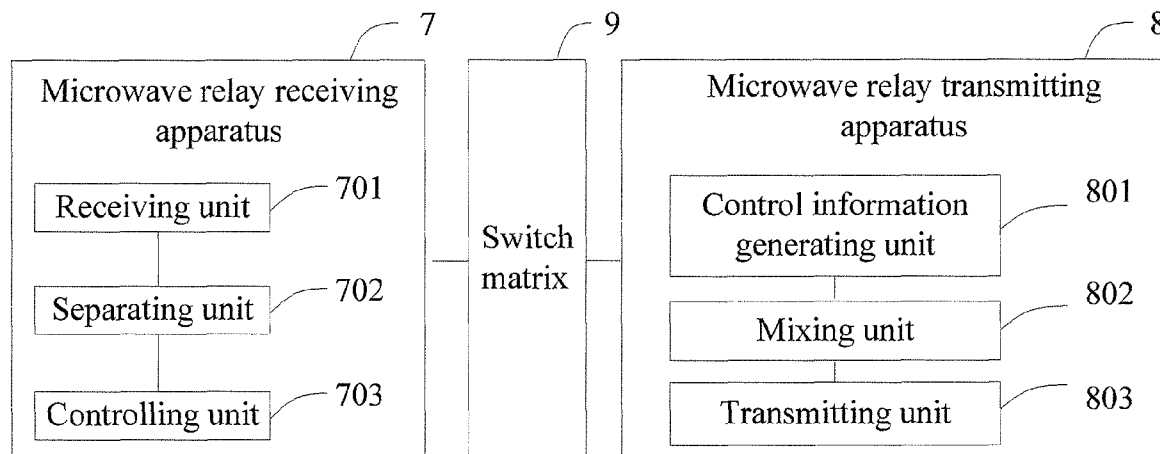 7
9
8
Microwave relay receiving
apparatus
Receiving unit
701
Separating unit
702
Controlling unit
703
Switch
matrix
Microwave relay transmitting
apparatus
Control information
generating unit
801
Mixing unit
802
Transmitting unit
803